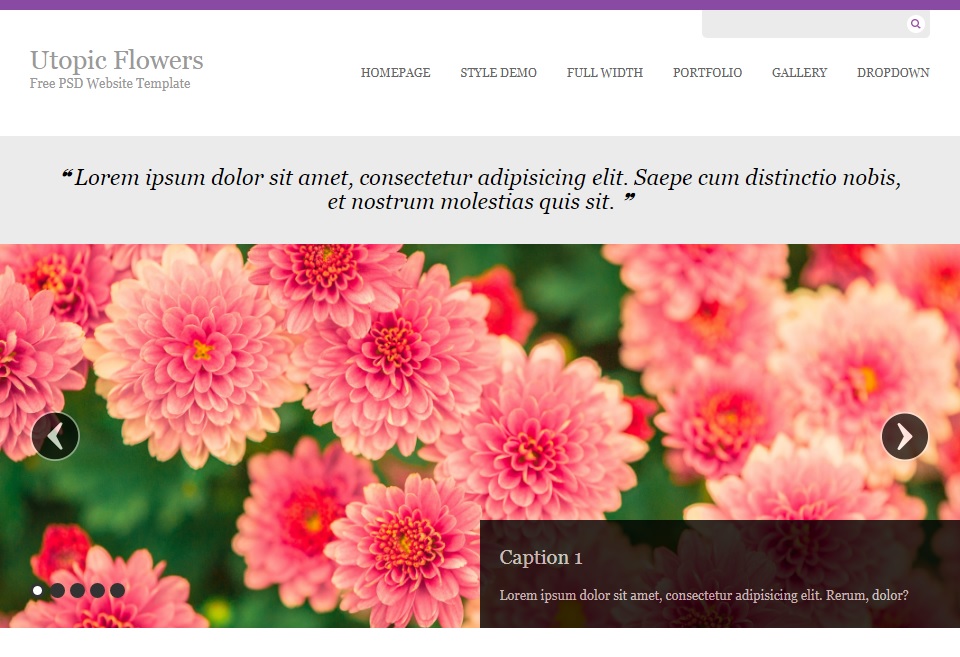 Utopic Flowers
Free PSD Website Template
HOMEPAGE STYLE DEMO FULL WIDTH PORTFOLIO GALLERY DROPDOWN
❝ Lorem ipsum dolor sit amet, consectetur adipisicing elit. Saepe cum distinctio nobis,
et nostrum molestias quis sit. ❞
Caption 1
Lorem ipsum dolor sit amet, consectetur adipisicing elit. Rerum, dolor?